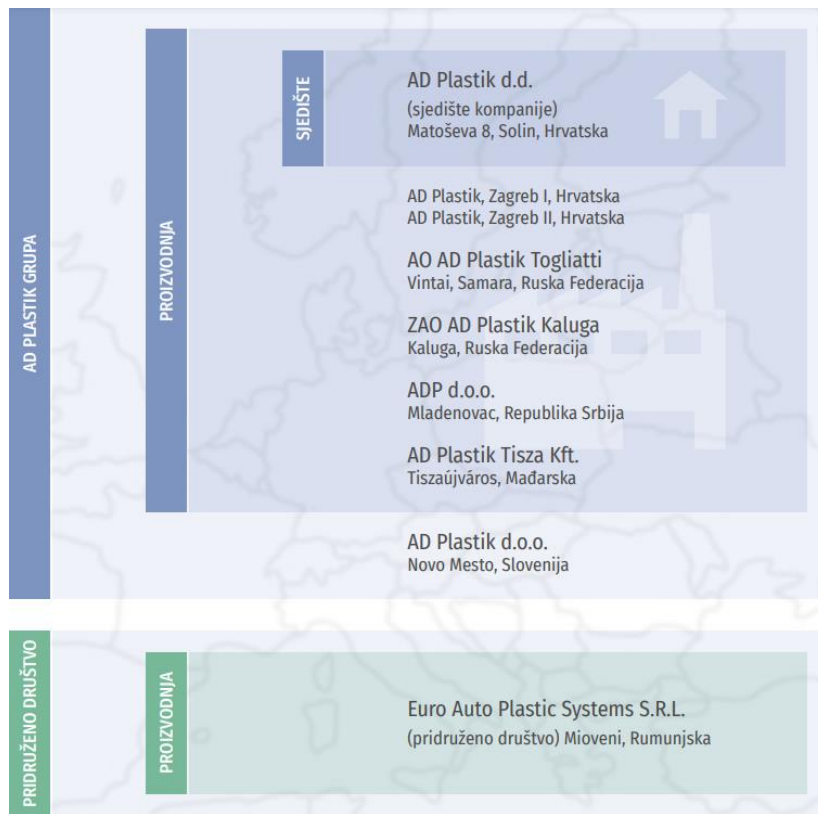 AD PLASTIK GRUPA
PROIZVODNJA
SJEDIŠTE
AD Plastik d.d.
(sjedište kompanije)
Matoševa 8, Solin, Hrvatska
AD Plastik, Zagreb I, Hrvatska
AD Plastik, Zagreb II, Hrvatska
AO AD Plastik Togliatti
Vintai, Samara, Ruska Federacija
ZAO AD Plastik Kaluga
Kaluga, Ruska Federacija
ADP d.o.o.
Mladenovac, Republika Srbija
AD Plastik Tisza Kft.
Tiszaújváros, Mađarska
AD Plastik d.o.o.
Novo Mesto, Slovenija
PRIDRUŽENO DRUŠTVO
PROIZVODNJA
Euro Auto Plastic Systems S.R.L.
(pridruženo društvo) Mioveni, Rumunjska